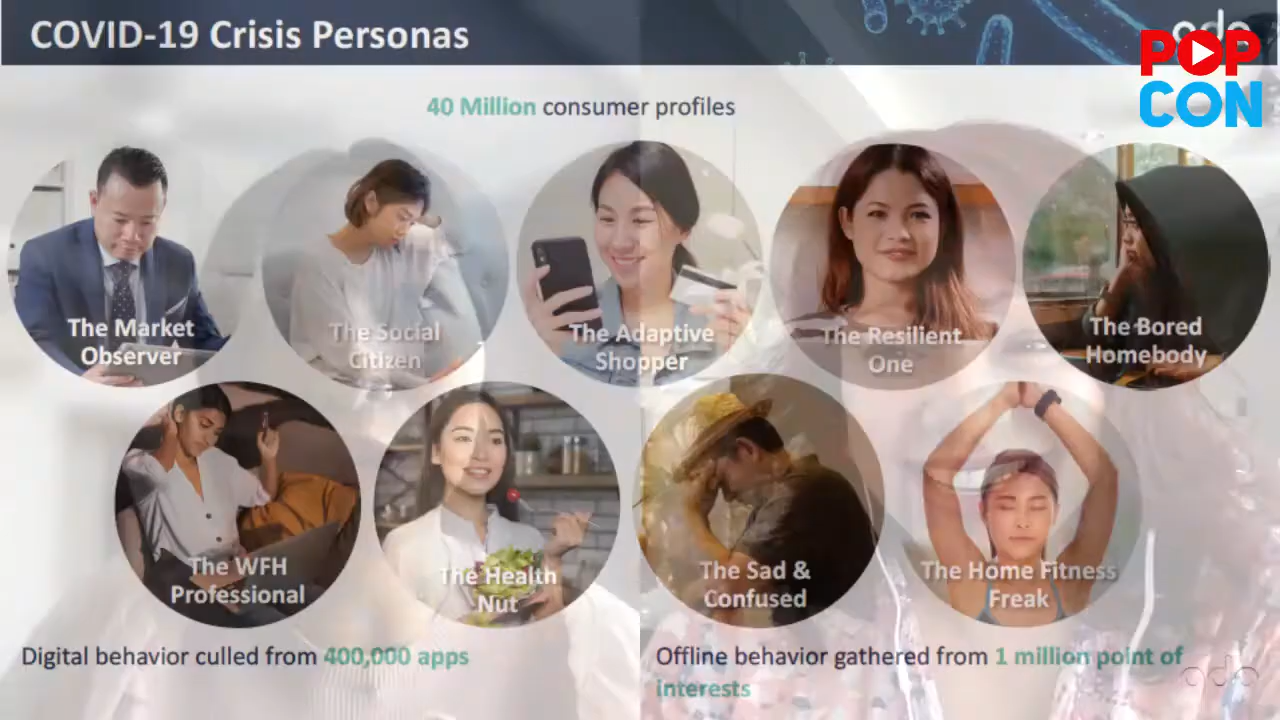 COVID-19 Crisis Personas
ada
POP
CON
40 Million consumer profiles
The Market
Observer
The Social
Citizen
The Adaptive
Shopper
The Resilient
One
The Bored
Homebody
The WFH
Professional
The Health
Nut
The Sad &
Confused
The Home Fitness
Freak
Digital behavior culled from 400,000 apps
Offline behavior gathered from 1 million point of
interests
ada